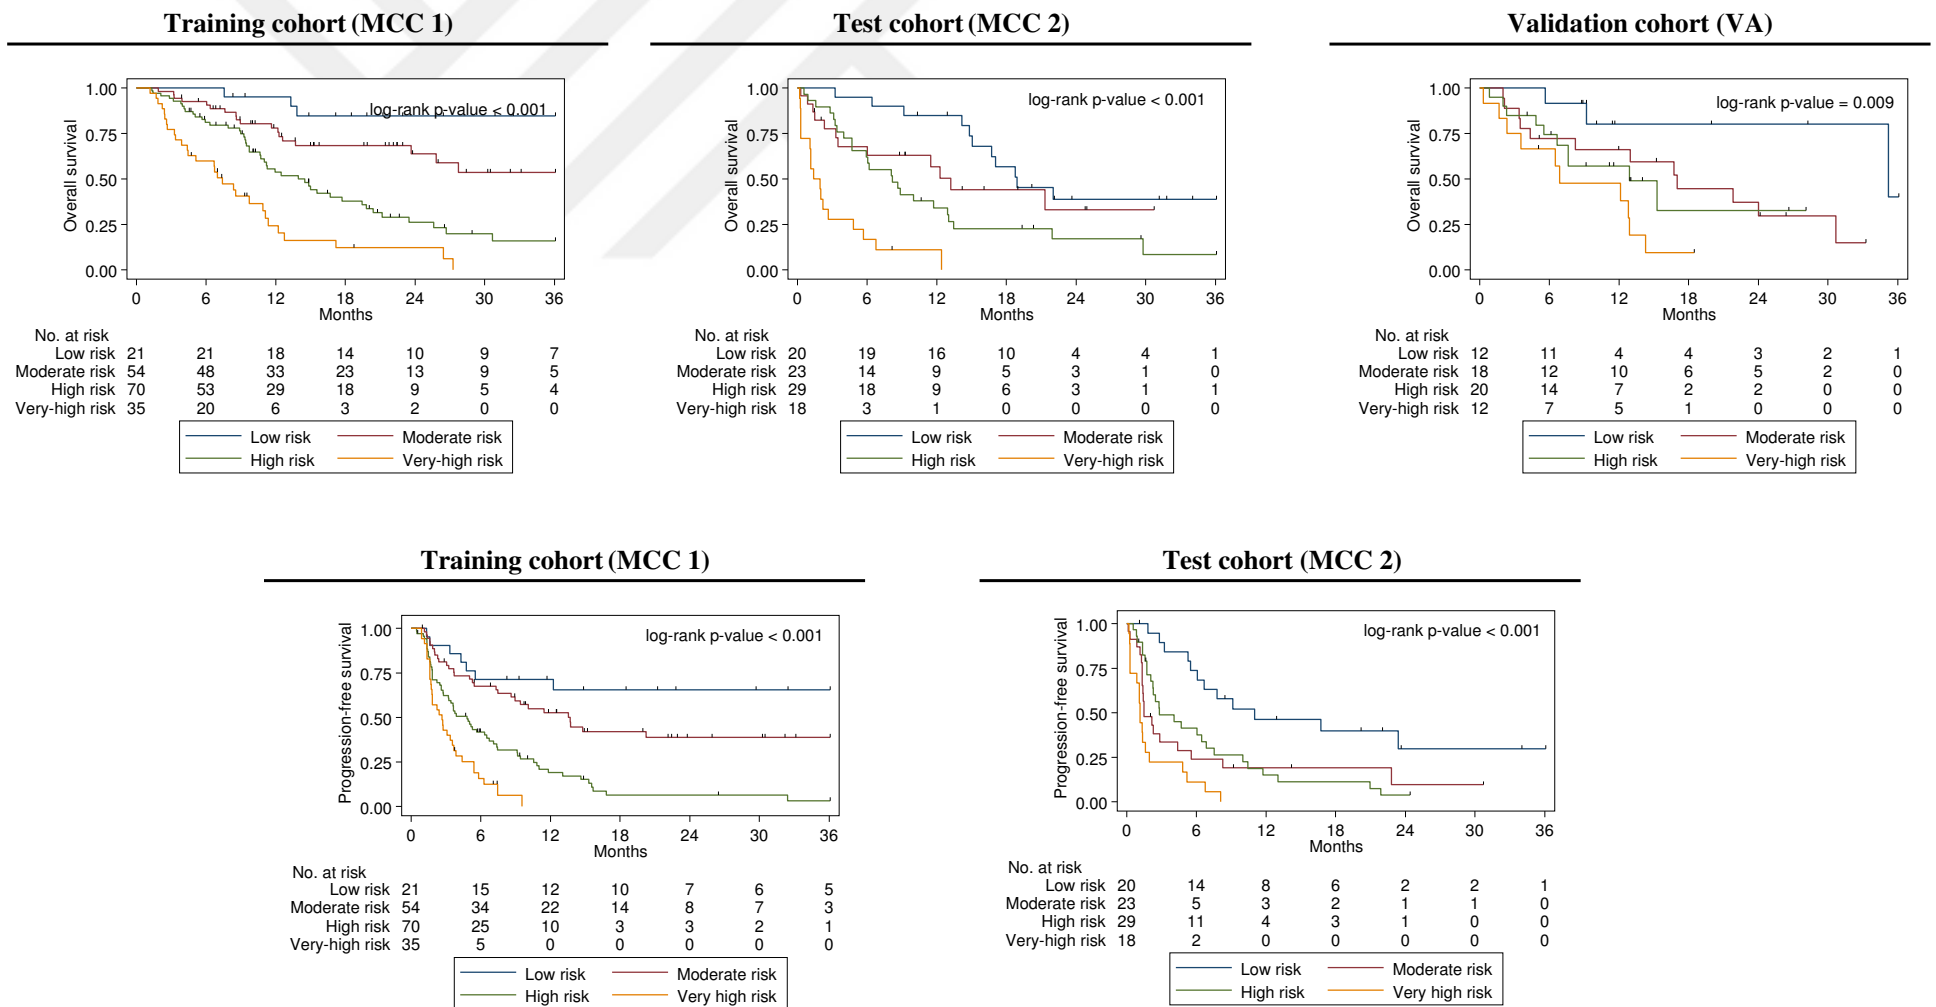 Training cohort (MCC 1)
Test cohort (MCC 2)
Validation cohort (VA)
Overall survival
1.00
0.75
0.50
0.25
0.00
log-rank p-value < 0.001
0 6 12 18 24 30 36
Months
No. at risk
Low risk 21 21 18 14 10 9 7
Moderate risk 54 48 33 23 13 9 5
High risk 70 53 29 18 9 5 4
Very-high risk 35 20 6 3 2 0 0
Low risk Moderate risk
High risk Very-high risk
Overall survival
1.00
0.75
0.50
0.25
0.00
log-rank p-value < 0.001
0 6 12 18 24 30 36
Months
No. at risk
Low risk 20 19 16 10 4 4 1
Moderate risk 23 14 9 5 3 1 0
High risk 29 18 9 6 3 1 1
Very-high risk 18 3 1 0 0 0 0
Low risk Moderate risk
High risk Very-high risk
Overall survival
1.00
0.75
0.50
0.25
0.00
log-rank p-value = 0.009
0 6 12 18 24 30 36
Months
No. at risk
Low risk 12 11 4 4 3 2 1
Moderate risk 18 12 10 6 5 2 0
High risk 20 14 7 2 2 0 0
Very-high risk 12 7 5 1 0 0 0
Low risk Moderate risk
High risk Very-high risk
Training cohort (MCC 1)
Test cohort (MCC 2)
Progression-free survival
1.00
0.75
0.50
0.25
0.00
log-rank p-value < 0.001
0 6 12 18 24 30 36
Months
No. at risk
Low risk 21 15 12 10 7 6 5
Moderate risk 54 34 22 14 8 7 3
High risk 70 25 10 3 3 2 1
Very-high risk 35 5 0 0 0 0 0
Low risk Moderate risk
High risk Very high risk
Progression-free survival
1.00
0.75
0.50
0.25
0.00
log-rank p-value < 0.001
0 6 12 18 24 30 36
Months
No. at risk
Low risk 20 14 8 6 2 2 1
Moderate risk 23 5 3 2 1 1 0
High risk 29 11 4 3 1 0 0
Very-high risk 18 2 0 0 0 0 0
Low risk Moderate risk
High risk Very high risk